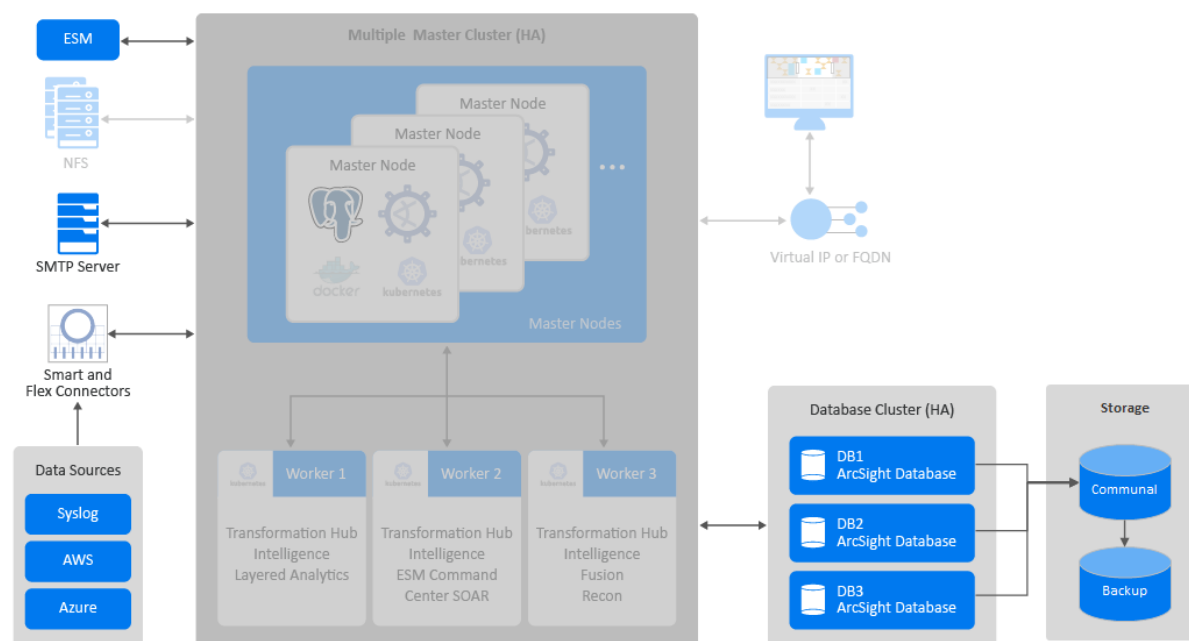 ESM
NFS
SMTP Server
Smart and
Flex Connectors
Data Sources
Syslog
AWS
Azure
Multiple Master Cluster (HA)
Master Node
bernetes
Master Node
bernetes
Master Node
docker
kubernetes
...
Master Nodes
kubernetes
Worker 1
Transformation Hub
Intelligence
Layered Analytics
kubernetes
Worker 2
Transformation Hub
Intelligence
ESM Command
Center SOAR
kubernetes
Worker 3
Transformation Hub
Intelligence
Fusion
Recon
Virtual IP or FQDN
Database Cluster (HA)
DB1
ArcSight Database
DB2
ArcSight Database
DB3
ArcSight Database
Storage
Communal
Backup